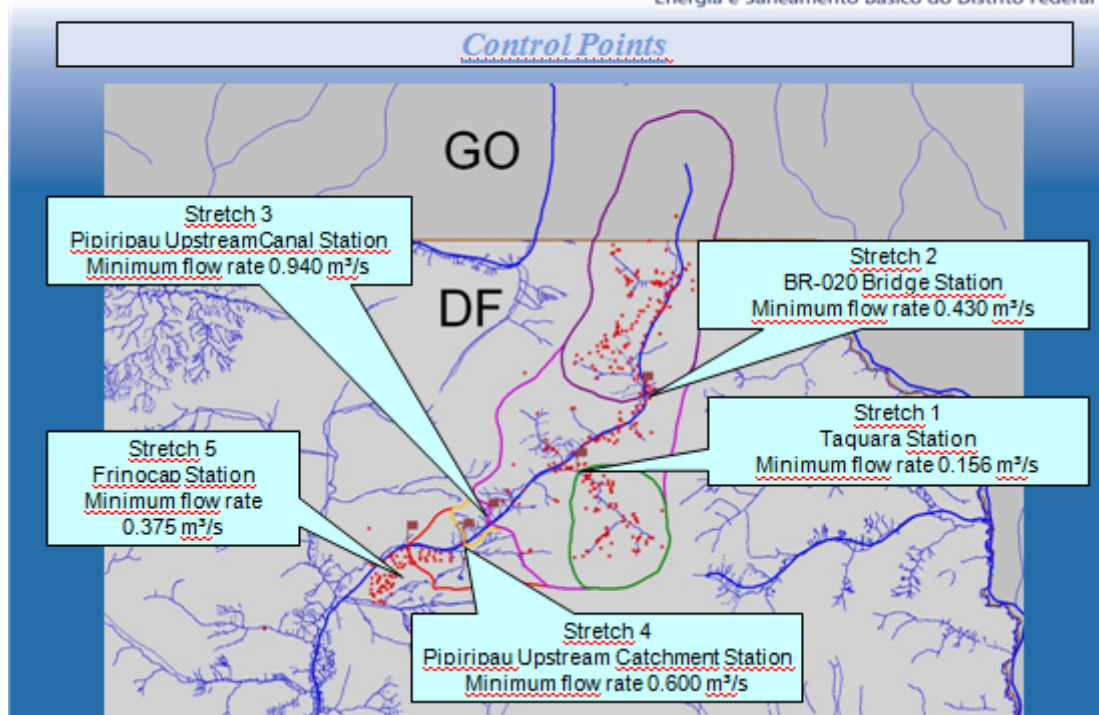 Energia e Saneamento Básico do Distrito Federal
Control Points
GO
DF
Stretch 3
Pipiripau UpstreamCanal Station
Minimum flow rate 0.940 m³/s
Stretch 2
BR-020 Bridge Station
Minimum flow rate 0.430 m³/s
Stretch 1
Taquara Station
Minimum flow rate 0.156 m³/s
Stretch 5
Frinocap Station
Minimum flow rate
0.375 m³/s
Stretch 4
Pipiripau Upstream Catchment Station
Minimum flow rate 0.600 m³/s